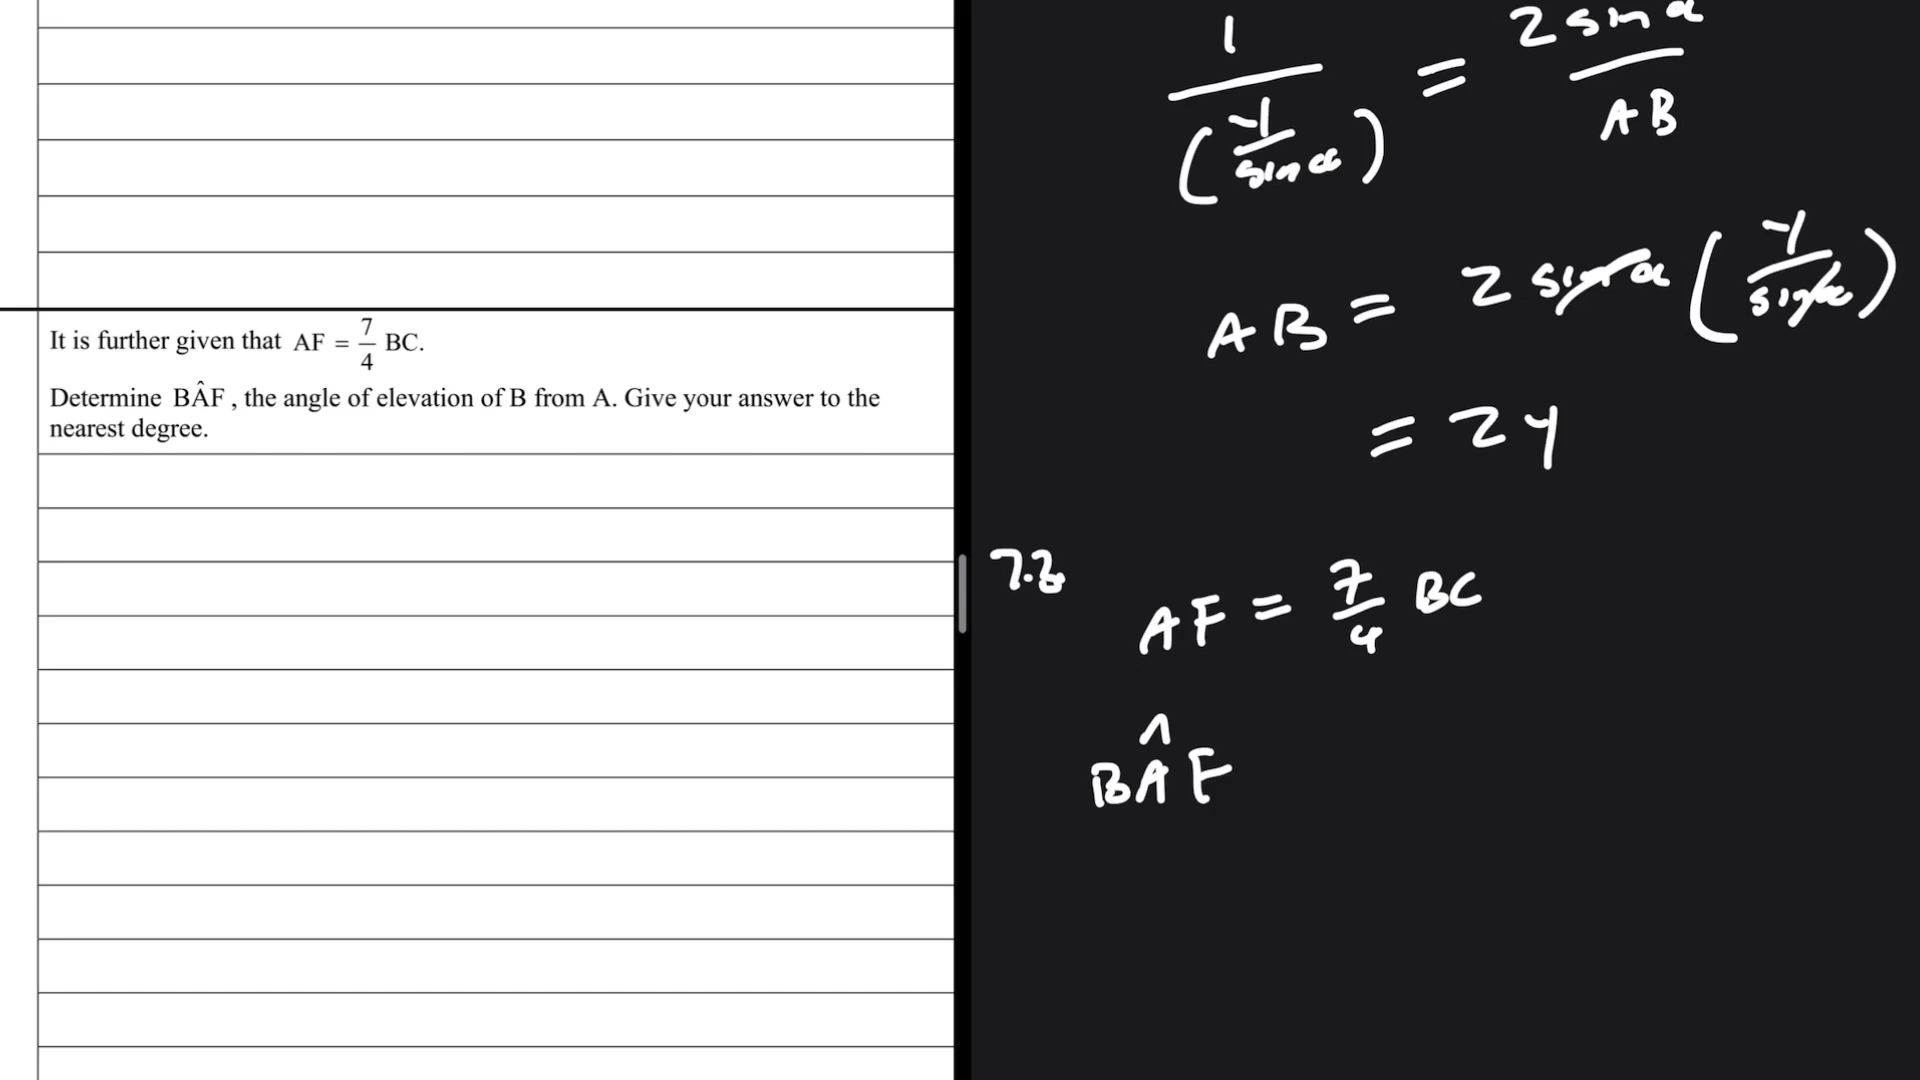 It is further given that AF = 7/4 BC.
Determine BÂF, the angle of elevation of B from A. Give your answer to the
nearest degree.
1/(y/sin α) = 2 sin α/AB
AB = 2 sin α (y/sin α)
= 2y
AF = 7/4 BC
BÂF